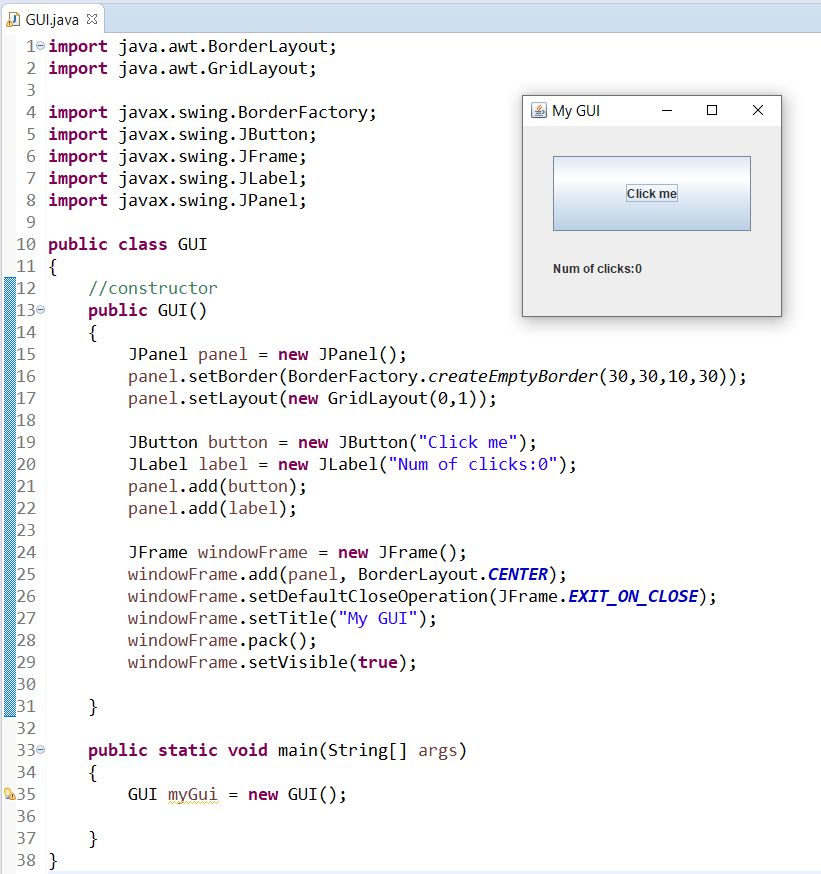 GUI.java
1 import java.awt.BorderLayout;
2 import java.awt.GridLayout;
3
4 import javax.swing.BorderFactory;
5 import javax.swing.JButton;
6 import javax.swing.JFrame;
7 import javax.swing.JLabel;
8 import javax.swing.JPanel;
9
10 public class GUI
11 {
12     //constructor
13     public GUI()
14     {
15         JPanel panel = new JPanel();
16         panel.setBorder(BorderFactory.createEmptyBorder(30,30,10,30));
17         panel.setLayout(new GridLayout(0,1));
18
19         JButton button = new JButton("Click me");
20         JLabel label = new JLabel("Num of clicks:0");
21         panel.add(button);
22         panel.add(label);
23
24         JFrame windowFrame = new JFrame();
25         windowFrame.add(panel, BorderLayout.CENTER);
26         windowFrame.setDefaultCloseOperation(JFrame.EXIT_ON_CLOSE);
27         windowFrame.setTitle("My GUI");
28         windowFrame.pack();
29         windowFrame.setVisible(true);
30
31     }
32
33     public static void main(String[] args)
34     {
35         GUI myGui = new GUI();
36
37     }
38 }
My GUI
Click me
Num of clicks:0